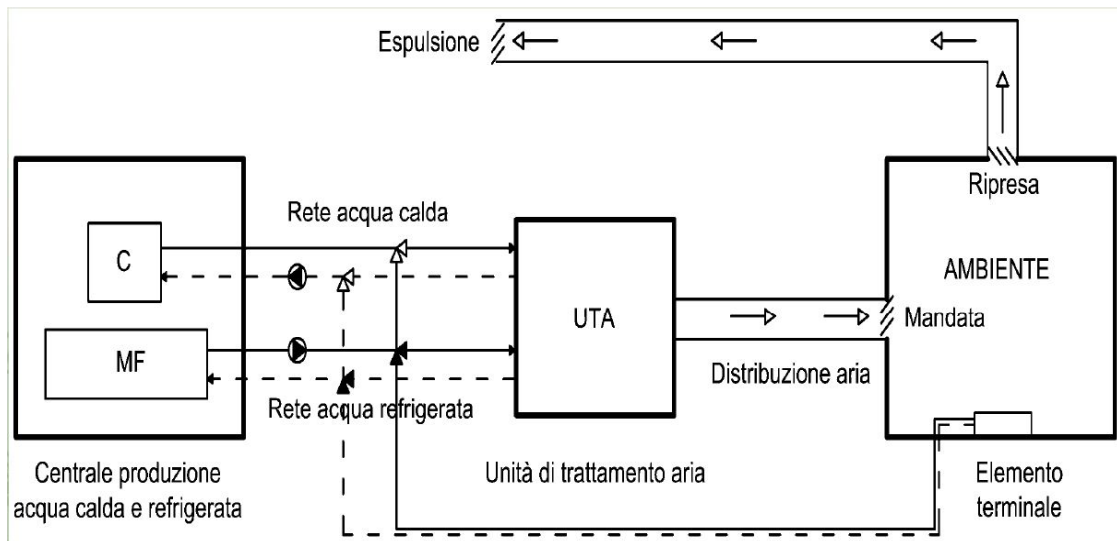 Espulsione
Ripresa
Rete acqua calda
C
AMBIENTE
UTA
Mandata
MF
Distribuzione aria
Rete acqua refrigerata
Centrale produzione
acqua calda e refrigerata
Unità di trattamento aria
Elemento
terminale